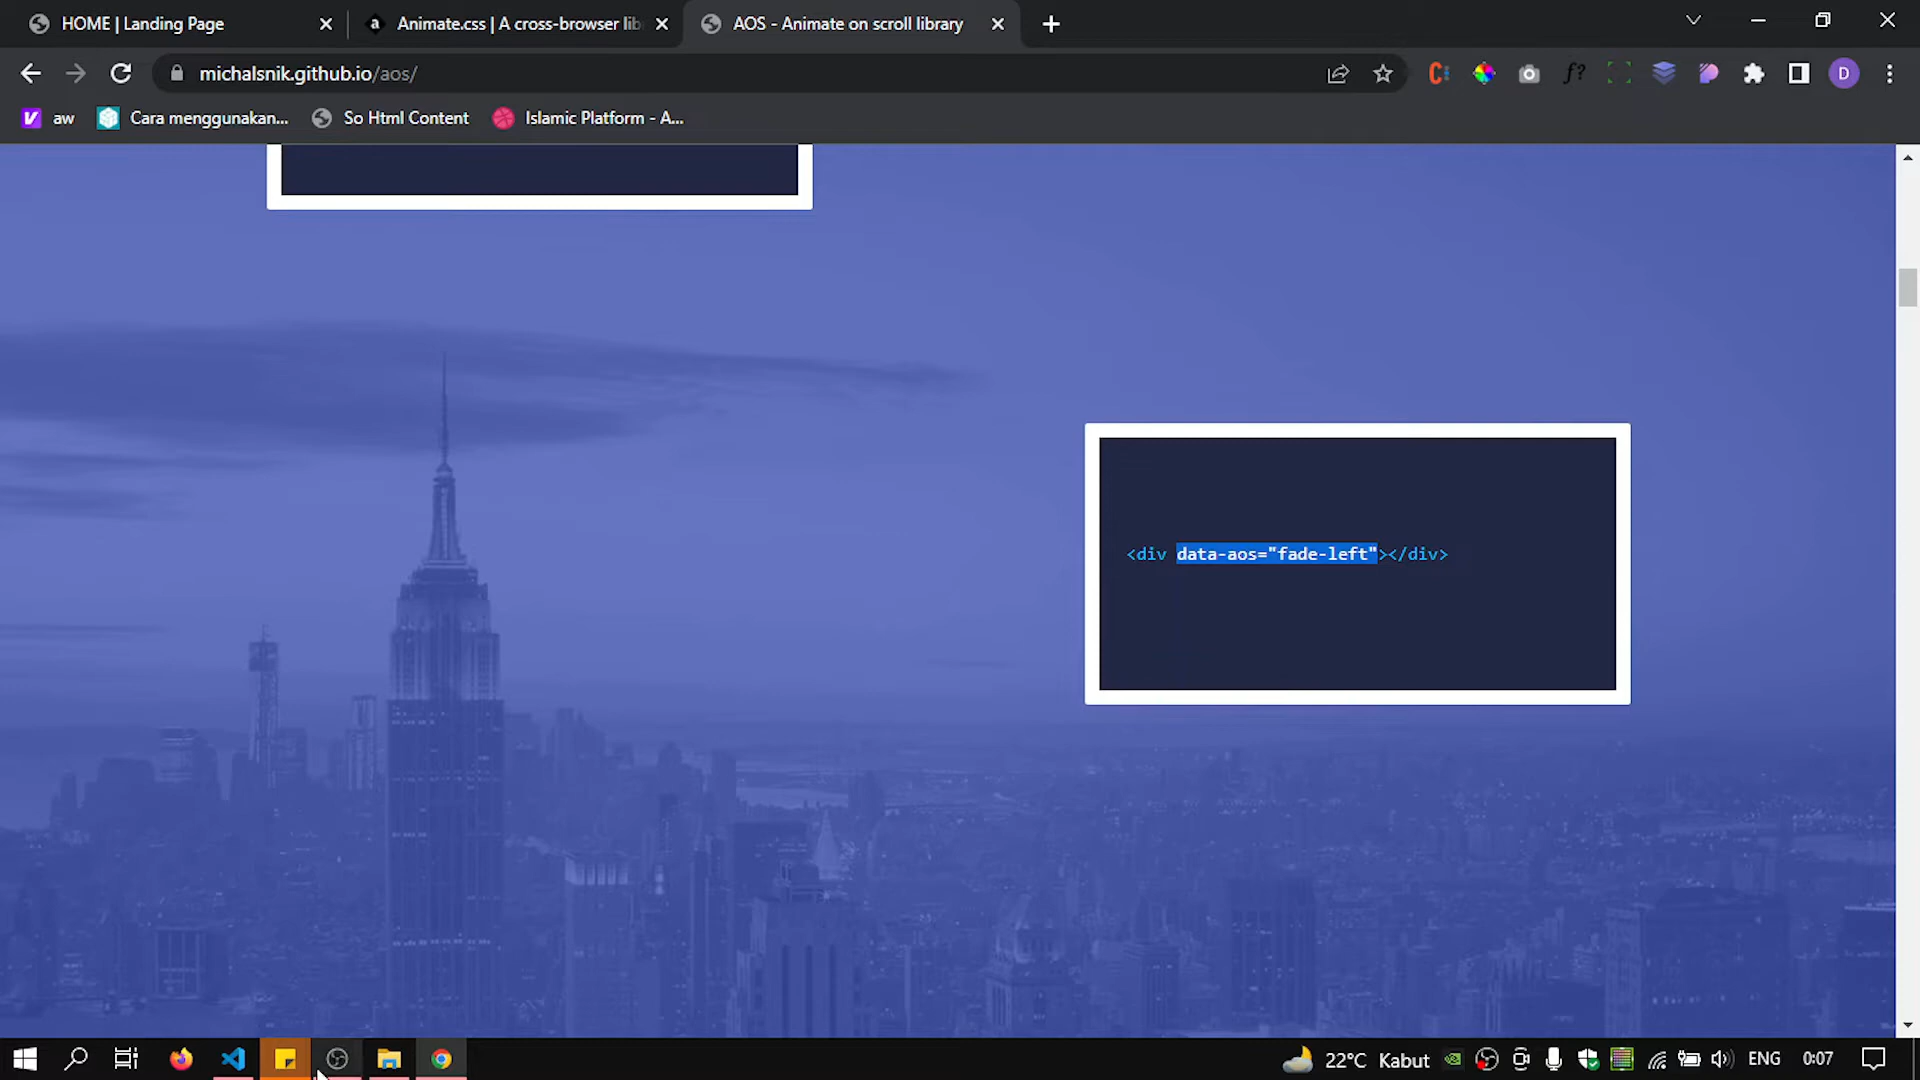 HOME | Landing Page
Animate.css | A cross-browser lib
AOS - Animate on scroll library
michalsnik.github.io/aos/
f?
D
aw
Cara menggunakan...
So Html Content
Islamic Platform - A...
<div data-aos="fade-left"></div>
22°C Kabut
ENG
0:07